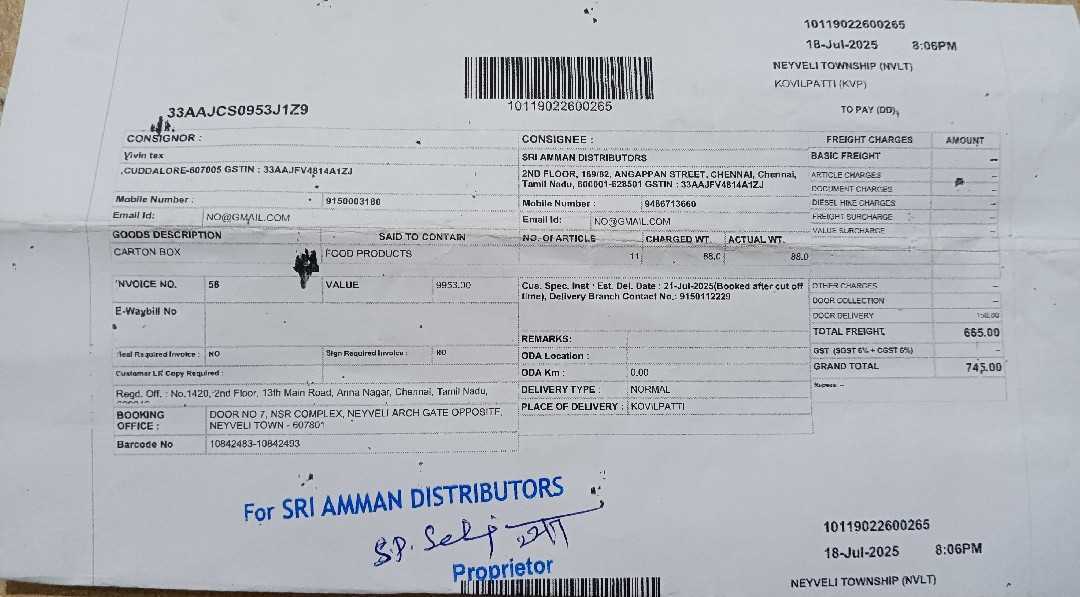 10119022600265
18-Jul-2025 8:06PM
NEYVELI TOWNSHIP (NVLT)
KOVILPATTI (KVP)
10119022600265
TO PAY (DD),
33AAJCS0953J1Z9
CONSIGNOR :
Vivin tex
,CUDDALORE-607005 GSTIN : 33AAJFV4814A1ZJ
Mobile Number : 9150003180
Email Id: NO@GMAIL.COM
CONSIGNEE :
SRI AMMAN DISTRIBUTORS
2ND FLOOR, 159/62, ANGAPPAN STREET, CHENNAI, Chennai,
Tamil Nadu, 600001-628501 GSTIN : 33AAJFV4814A1ZJ
Mobile Number : 9486713660
Email Id: NO@GMAIL.COM
FREIGHT CHARGES AMOUNT
BASIC FREIGHT --
ARTICLE CHARGES
DOCUMENT CHARGES --
DIESEL HIKE CHARGES --
FREIGHT SURCHARGE --
VALUE SURCHARGE --
GOODS DESCRIPTION SAID TO CONTAIN
CARTON BOX FOOD PRODUCTS
NO. Of ARTICLE CHARGED WT. ACTUAL WT.
11 88.0 88.0
INVOICE NO. 58 VALUE 9953.00
E-Waybill No
Cus. Spec. Inst : Est. Del. Date : 21-Jul-2025(Booked after cut off
time), Delivery Branch Contact No.: 9150112229
OTHER CHARGES --
DOOR COLLECTION --
DOOR DELIVERY
TOTAL FREIGHT 665.00
GST (SGST 6% + CGST 6%) --
GRAND TOTAL 745.00
Rupees --
Seal Required Invoice : NO Sign Required Invoice : NO
Customer LR Copy Required :
REMARKS:
ODA Location :
ODA Km : 0.00
DELIVERY TYPE : NORMAL
PLACE OF DELIVERY : KOVILPATTI
Regd. Off. : No.1420, 2nd Floor, 13th Main Road, Anna Nagar, Chennai, Tamil Nadu,
BOOKING OFFICE : DOOR NO 7, NSR COMPLEX, NEYVELI ARCH GATE OPPOSITE,
NEYVELI TOWN - 607801
Barcode No 10842483-10842493
For SRI AMMAN DISTRIBUTORS
S.P. 
Proprietor
10119022600265
18-Jul-2025 8:06PM
NEYVELI TOWNSHIP (NVLT)